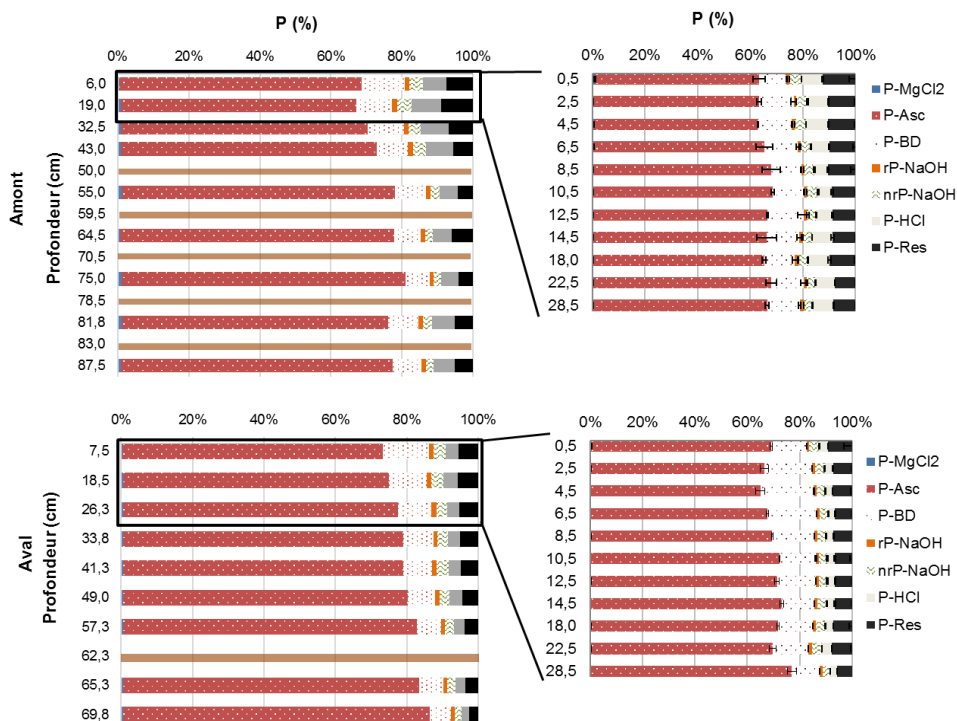 P (%)
0% 20% 40% 60% 80% 100%
Amont
Profondeur (cm)
6,0
19,0
32,5
43,0
50,0
55,0
59,5
64,5
70,5
75,0
78,5
81,8
83,0
87,5
P (%)
0% 20% 40% 60% 80% 100%
0,5
2,5
4,5
6,5
8,5
10,5
12,5
14,5
18,0
22,5
28,5
P-MgCl2
P-Asc
P-BD
rP-NaOH
nrP-NaOH
P-HCl
P-Res
0% 20% 40% 60% 80% 100%
Aval
Profondeur (cm)
7,5
18,5
26,3
33,8
41,3
49,0
57,3
62,3
65,3
69,8
0% 20% 40% 60% 80% 100%
0,5
2,5
4,5
6,5
8,5
10,5
12,5
14,5
18,0
22,5
28,5
P-MgCl2
P-Asc
P-BD
rP-NaOH
nrP-NaOH
P-HCl
P-Res